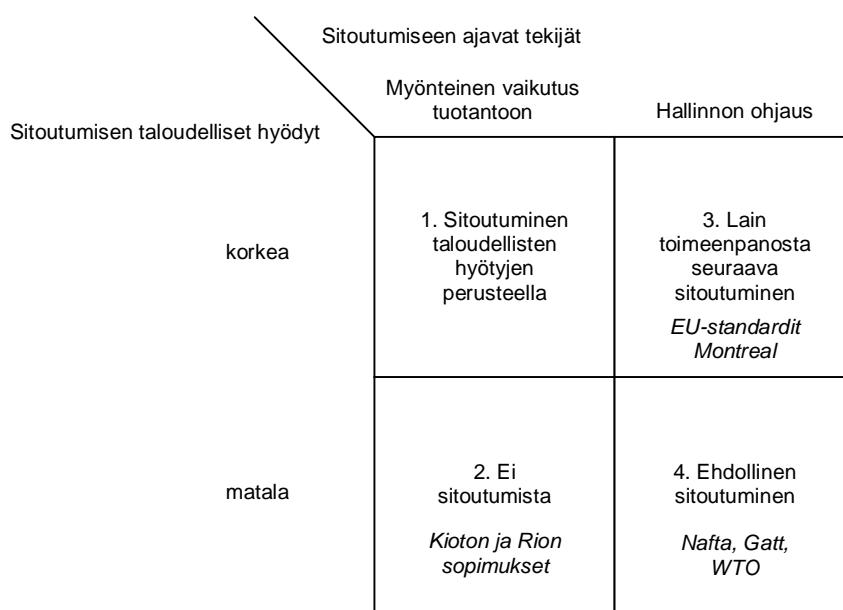 Sitoutumiseen ajavat tekijät
Myönteinen vaikutus
tuotantoon
Hallinnon ohjaus
Sitoutumisen taloudelliset hyödyt
korkea
1. Sitoutuminen
taloudellisten
hyötyjen
perusteella
3. Lain
toimeenpanosta
seuraava
sitoutuminen
EU-standardit
Montreal
matala
2. Ei
sitoutumista
Kioton ja Rion
sopimukset
4. Ehdollinen
sitoutuminen
Nafta, Gatt,
WTO